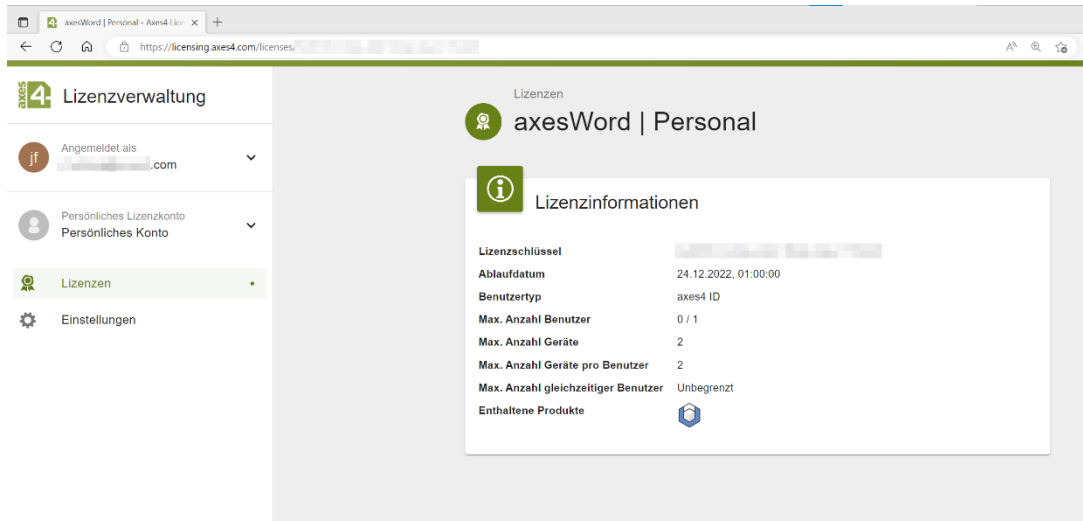 axesWord | Personal - Axes4 Lice
https://licensing.axes4.com/licenses/
axes4
Lizenzverwaltung
jf
Angemeldet als
.com
Persönliches Lizenzkonto
Persönliches Konto
Lizenzen
Einstellungen
Lizenzen
axesWord | Personal
Lizenzinformationen
Lizenzschlüssel
Ablaufdatum 24.12.2022, 01:00:00
Benutzertyp axes4 ID
Max. Anzahl Benutzer 0 / 1
Max. Anzahl Geräte 2
Max. Anzahl Geräte pro Benutzer 2
Max. Anzahl gleichzeitiger Benutzer Unbegrenzt
Enthaltene Produkte